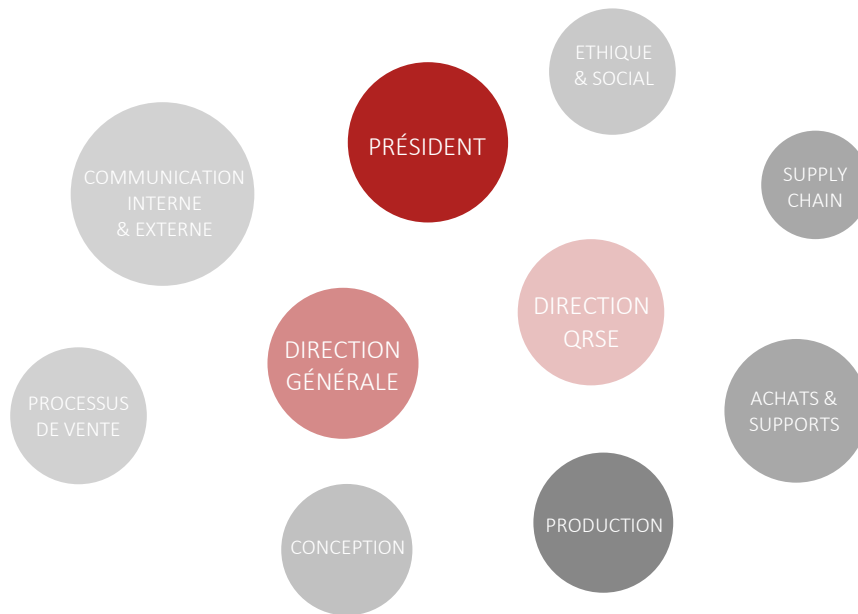 ETHIQUE
& SOCIAL
PRÉSIDENT
COMMUNICATION
INTERNE
& EXTERNE
SUPPLY
CHAIN
DIRECTION
QRSE
DIRECTION
GÉNÉRALE
PROCESSUS
DE VENTE
ACHATS &
SUPPORTS
PRODUCTION
CONCEPTION